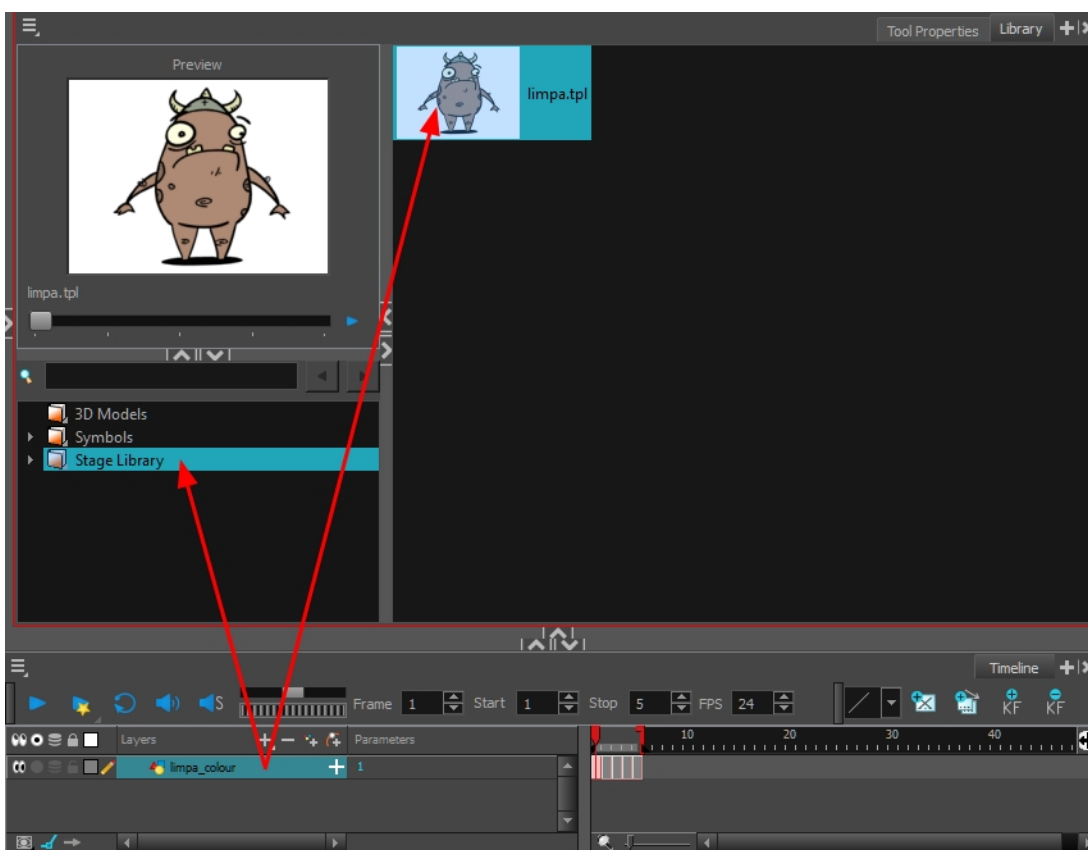 Tool Properties Library
Preview
limpa.tpl
limpa.tpl
3D Models
Symbols
Stage Library
Timeline
S Frame 1 Start 1 Stop 5 FPS 24 KF KF
Layers Parameters 10 20 30 40
limpa_colour 1